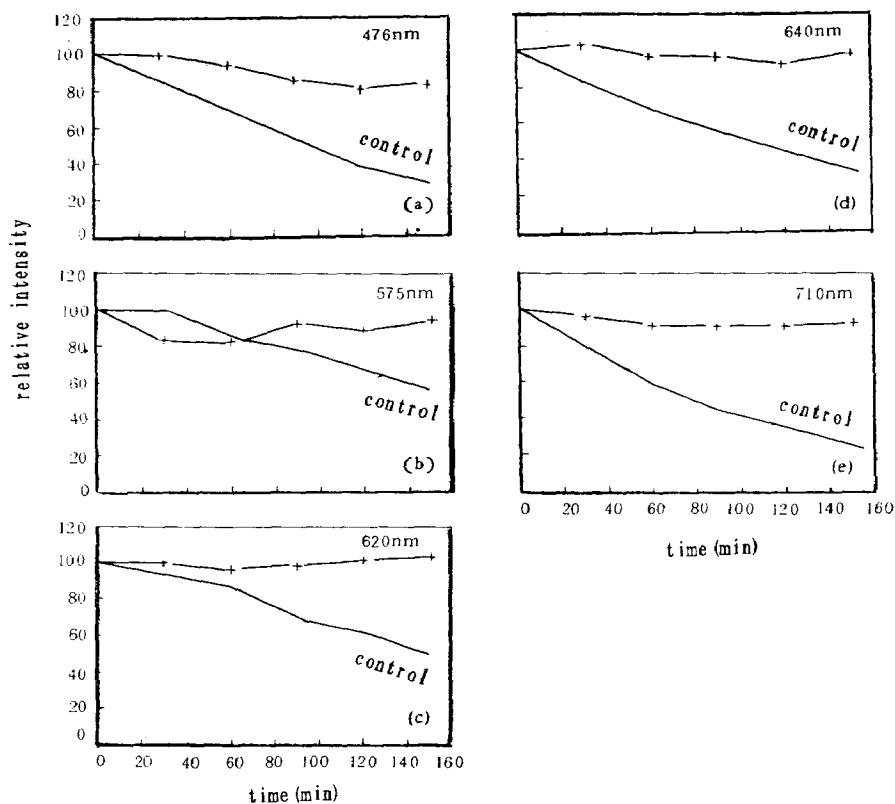 relative intensity
120
100
80
60
40
20
0
476nm
control
(a)
120
100
80
60
40
20
0
575nm
control
(b)
120
100
80
60
40
20
0
620nm
control
(c)
0 20 40 60 80 100 120 140 160
time (min)
640nm
control
(d)
710nm
control
(e)
0 20 40 60 80 100 120 140 160
time (min)